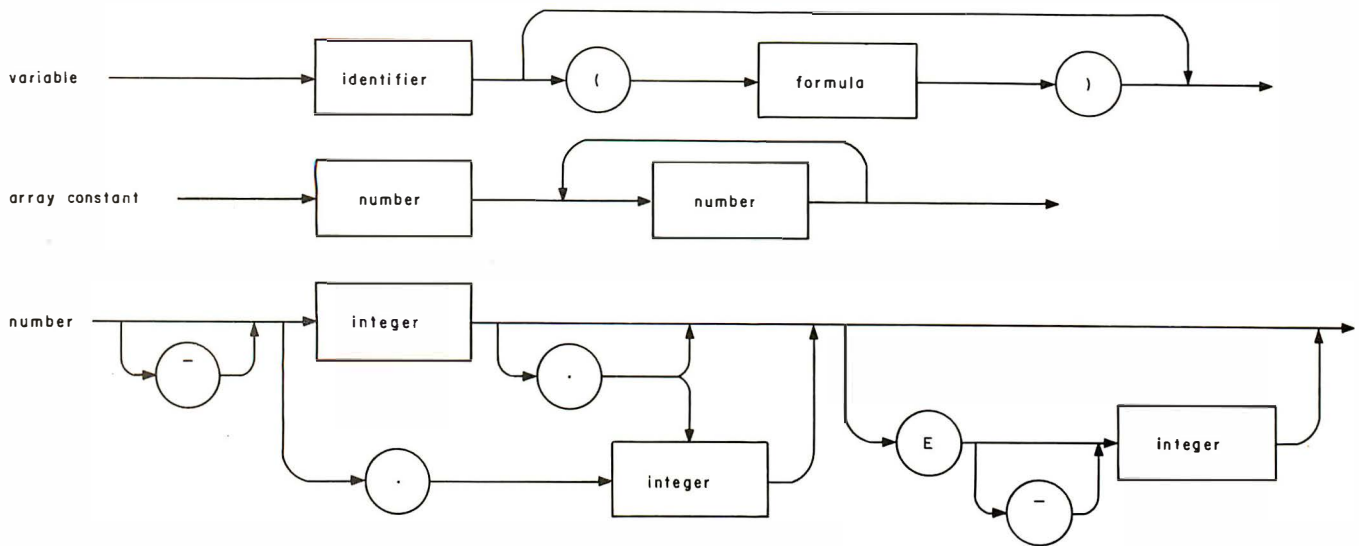 variable identifier ( formula )
array constant number number
number - integer .
. integer E - integer